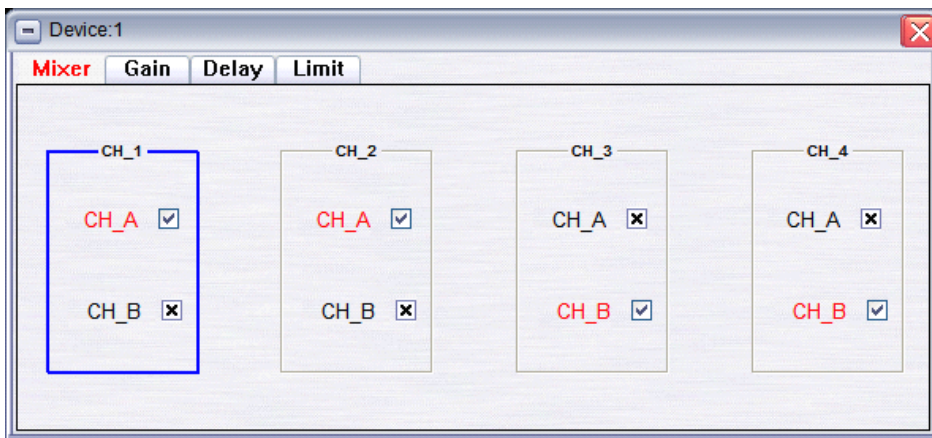 Device:1
Mixer Gain Delay Limit
CH_1 CH_2 CH_3 CH_4
CH_A CH_A CH_A CH_A
CH_B CH_B CH_B CH_B